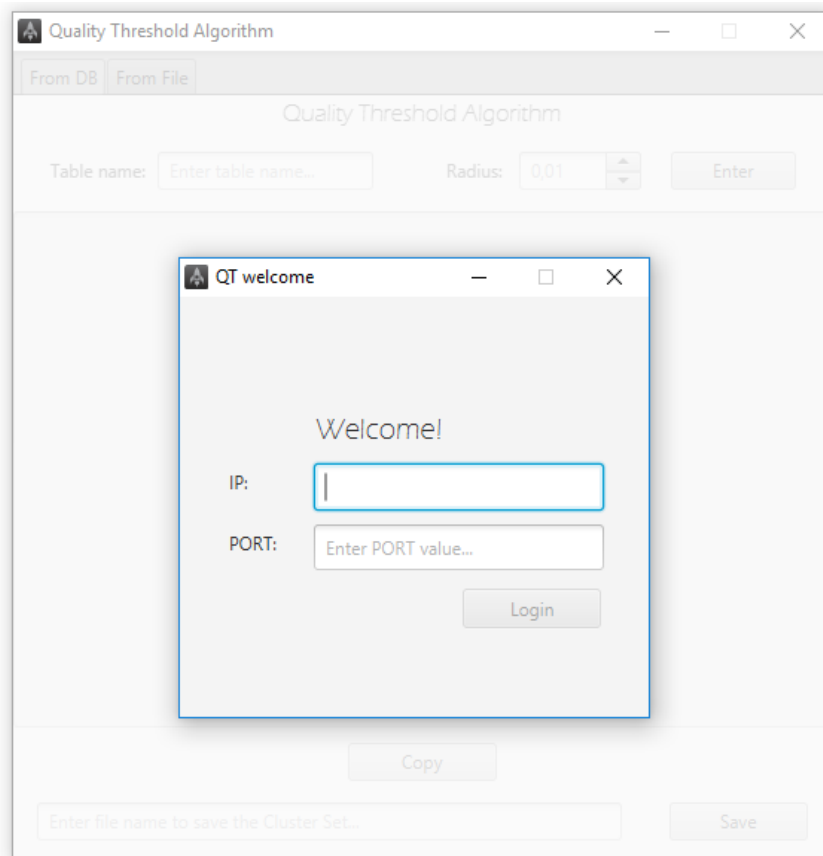 Quality Threshold Algorithm
From DB From File
Quality Threshold Algorithm
Table name: Enter table name... Radius: 0,01 Enter
QT welcome
Welcome!
IP:
PORT: Enter PORT value...
Login
Copy
Enter file name to save the Cluster Set... Save